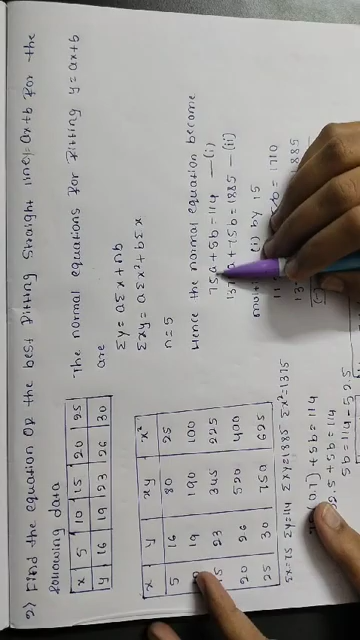 2) Find the equation of the best fitting straight line y=ax+b for the
following data
x 5 10 15 20 25
y 16 19 23 26 30
The normal equations for fitting y=ax+b
are
Σy = aΣx + nb
Σxy = aΣx² + bΣx
n=5
x y xy x²
5 16 80 25
19 190 100
15 23 345 225
20 26 520 400
25 30 750 625
Σx=75 Σy=114 Σxy=1885 Σx²=1375
Hence the normal equation become
75a+5b=114 —(i)
137 +75b=1885 —(ii)
(i) by 15
b = 1710
1885
(0.7) + 5b = 114
2.5 + 5b = 114
5b = 114 - 52.5